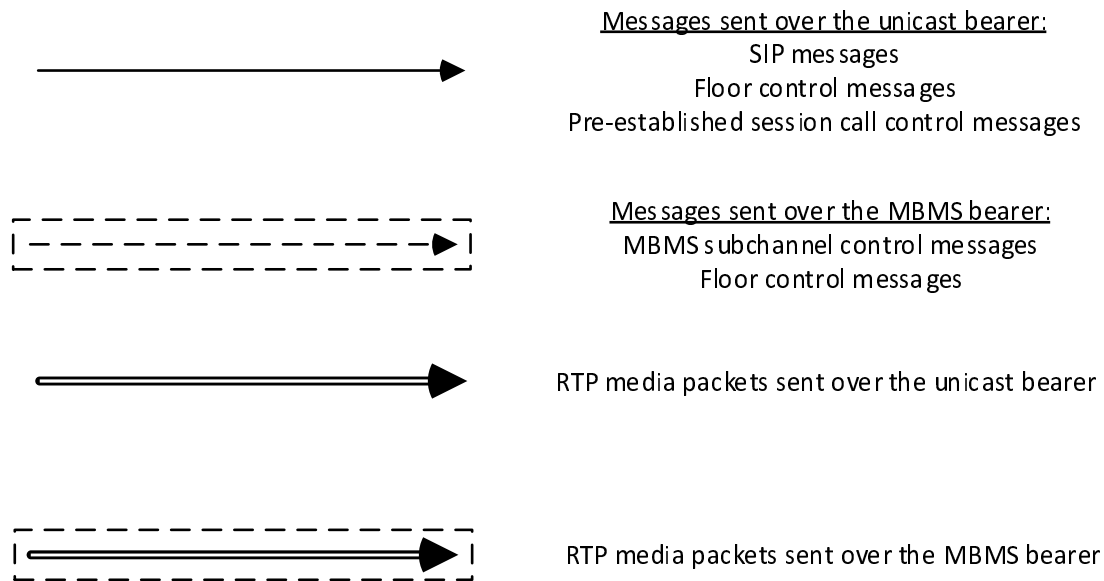 Messages sent over the unicast bearer:
SIP messages
Floor control messages
Pre-established session call control messages
Messages sent over the MBMS bearer:
MBMS subchannel control messages
Floor control messages
RTP media packets sent over the unicast bearer
RTP media packets sent over the MBMS bearer